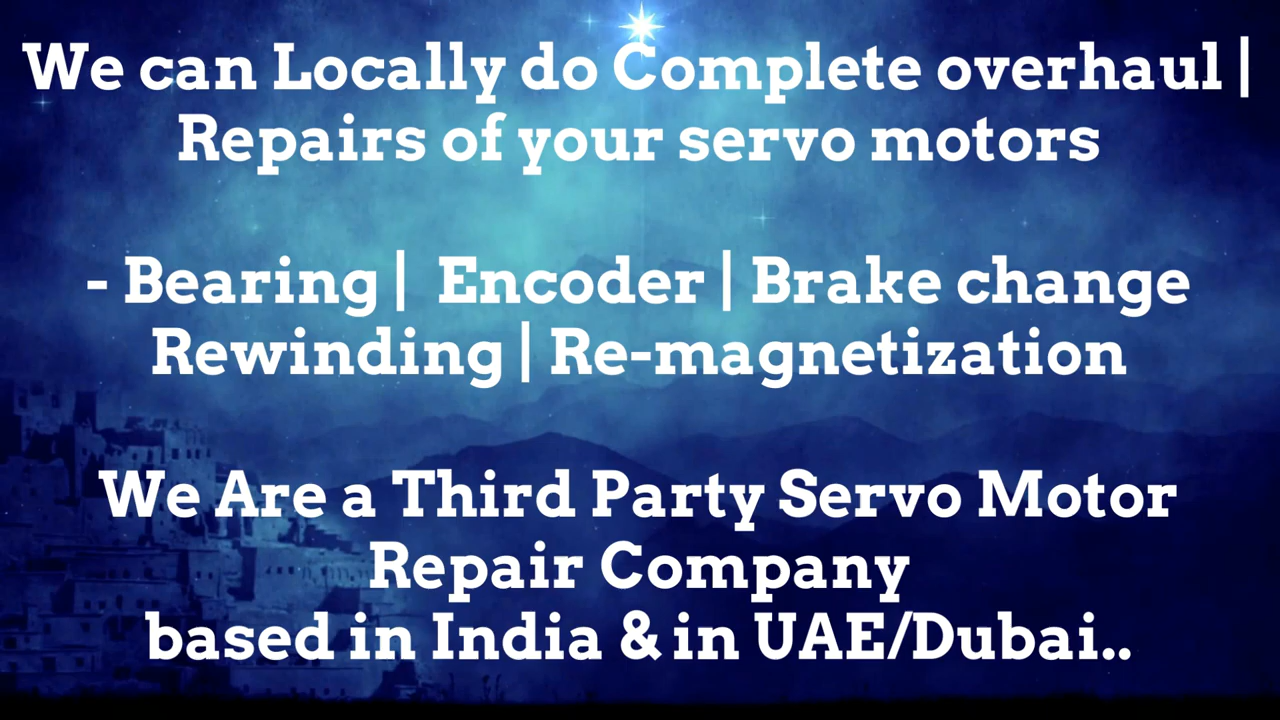 We can Locally do Complete overhaul |
Repairs of your servo motors
- Bearing | Encoder | Brake change
Rewinding | Re-magnetization
We Are a Third Party Servo Motor
Repair Company
based in India & in UAE/Dubai..